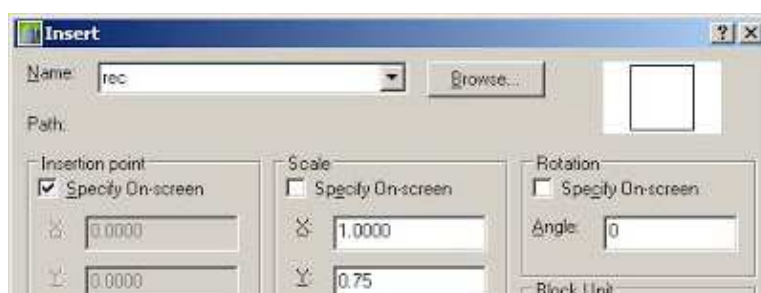 Insert
Name: rec Browse...
Path:
Insertion point Scale Rotation
Specify On-screen Specify On-screen Specify On-screen
X: 0.0000 X: 1.0000 Angle: 0
Y: 0.0000 Y: 0.75 Block Unit